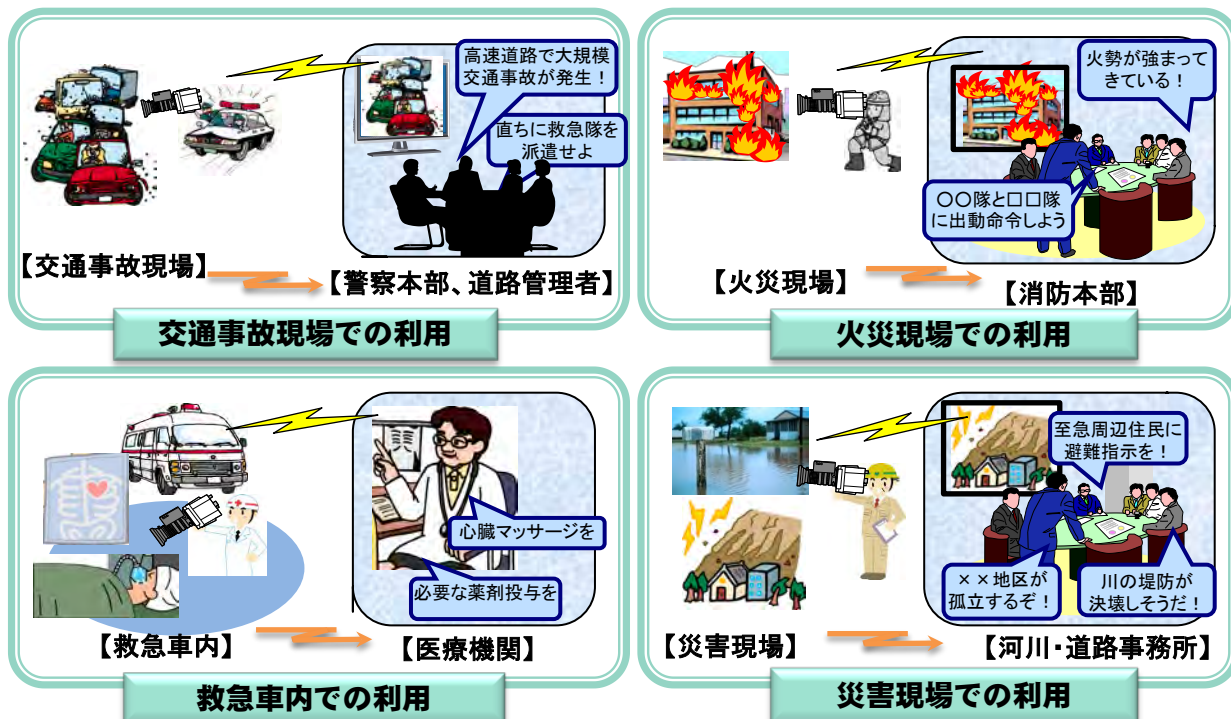 高速道路で大規模
交通事故が発生！
直ちに救急隊を
派遣せよ
【交通事故現場】
【警察本部、道路管理者】
交通事故現場での利用
火勢が強まって
きている！
〇〇隊と□□隊
に出動命令しよう
【火災現場】
【消防本部】
火災現場での利用
心臓マッサージを
必要な薬剤投与を
【救急車内】
【医療機関】
救急車内での利用
至急周辺住民に
避難指示を！
××地区が
孤立するぞ！
川の堤防が
決壊しそうだ！
【災害現場】
【河川・道路事務所】
災害現場での利用